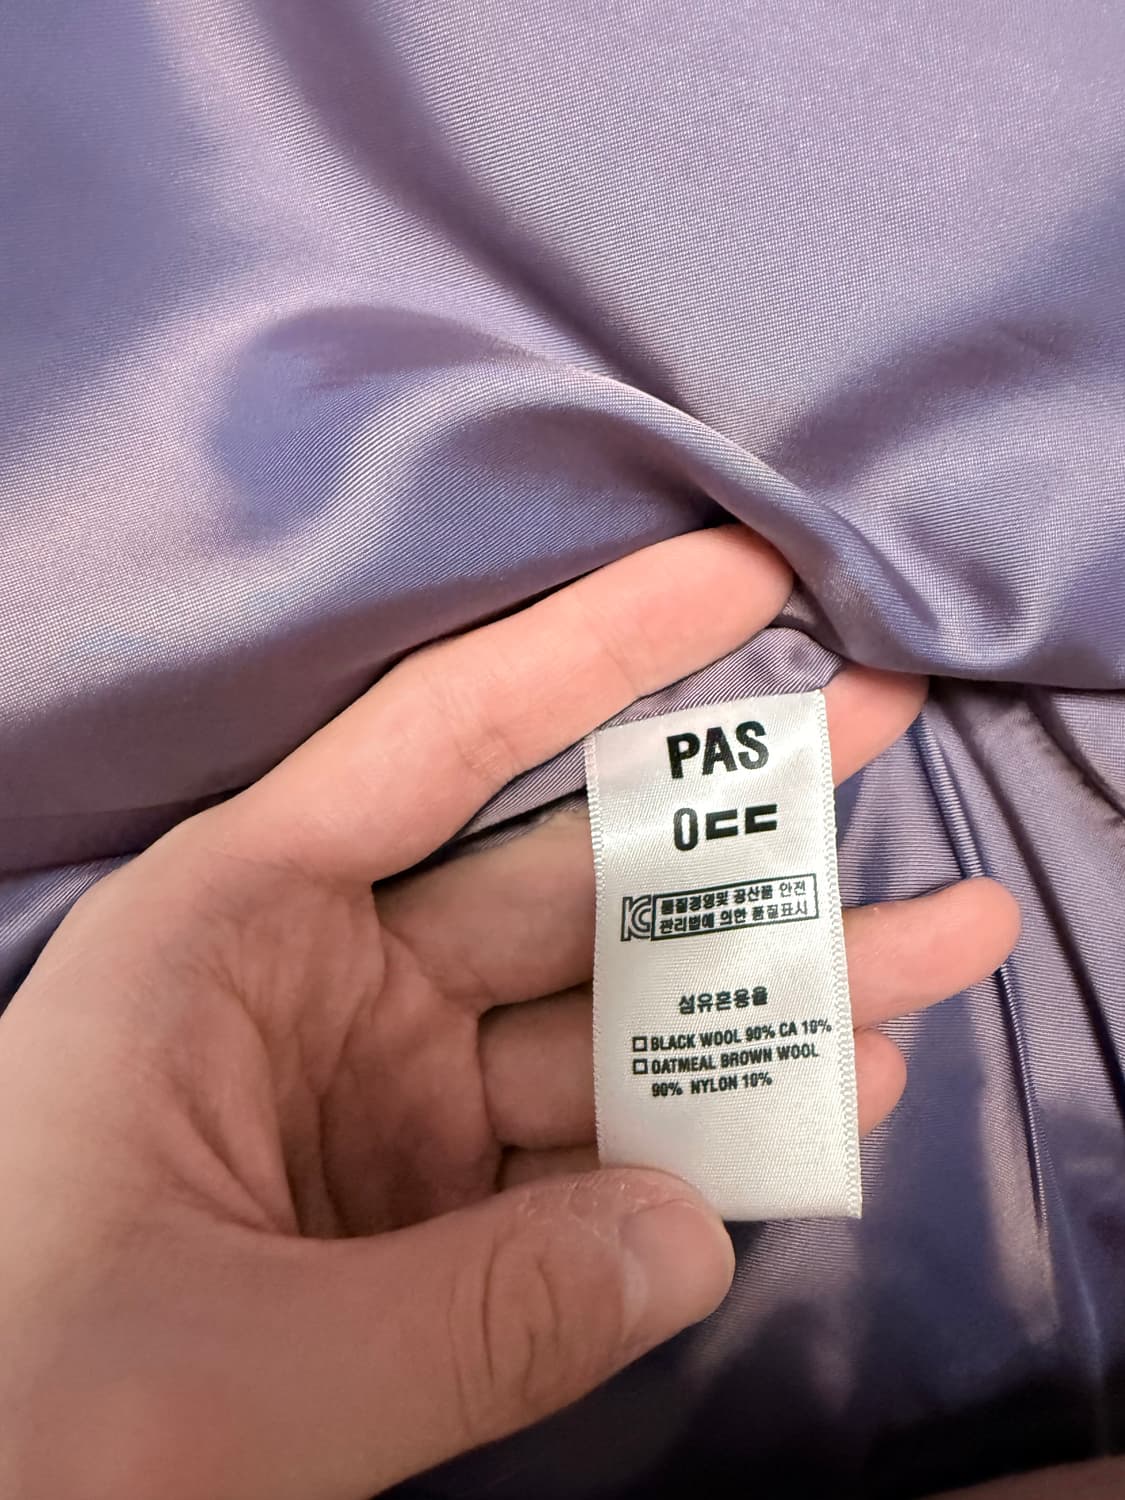 PAS
0ㄷㄷ
KC 품질경영및 공산품 안전
관리법에 의한 품질표시
섬유혼용율
☐ BLACK WOOL 90% CA 10%
☐ OATMEAL BROWN WOOL
90% NYLON 10%